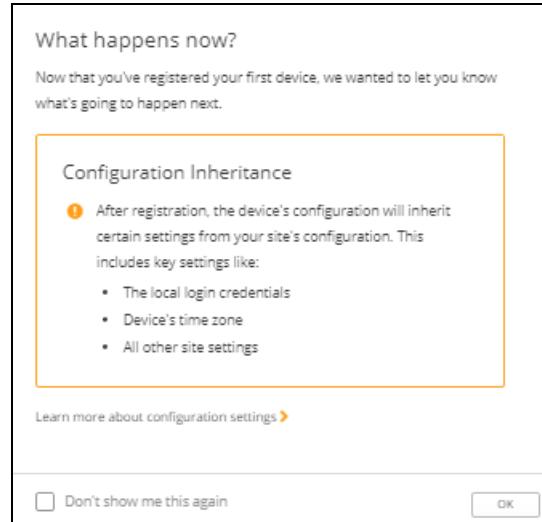 What happens now?
Now that you've registered your first device, we wanted to let you know
what's going to happen next.
Configuration Inheritance
After registration, the device's configuration will inherit
certain settings from your site's configuration. This
includes key settings like:
• The local login credentials
• Device's time zone
• All other site settings
Learn more about configuration settings >
Don't show me this again
OK